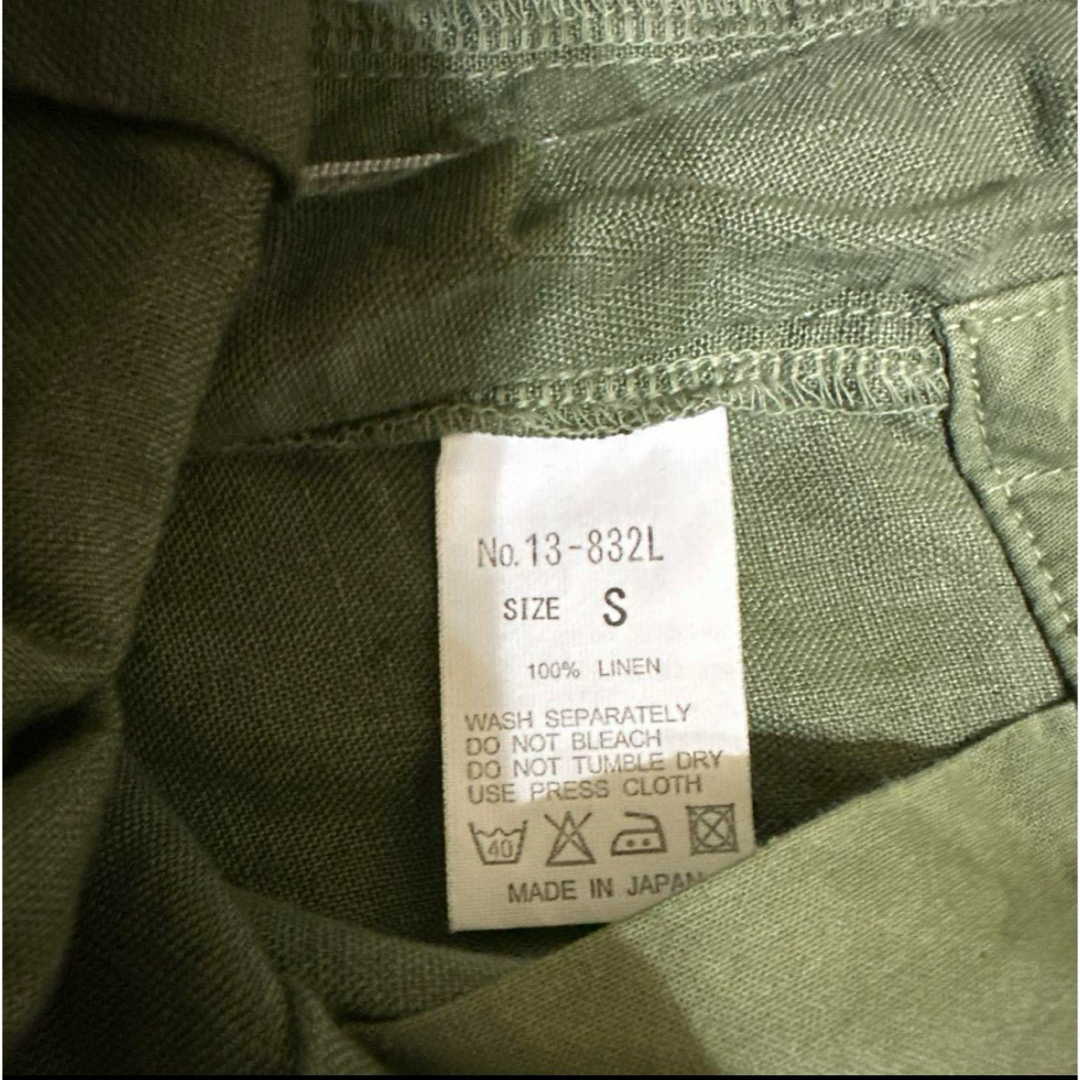 No. 13-832L
SIZE S
100% LINEN
WASH SEPARATELY
DO NOT BLEACH
DO NOT TUMBLE DRY
USE PRESS CLOTH
40
MADE IN JAPAN